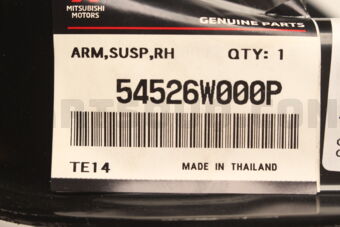 MITSUBISHI
MOTORS
GENUINE PARTS
ARM,SUSP,RH QTY: 1
54526W000P
TE14 MADE IN THAILAND